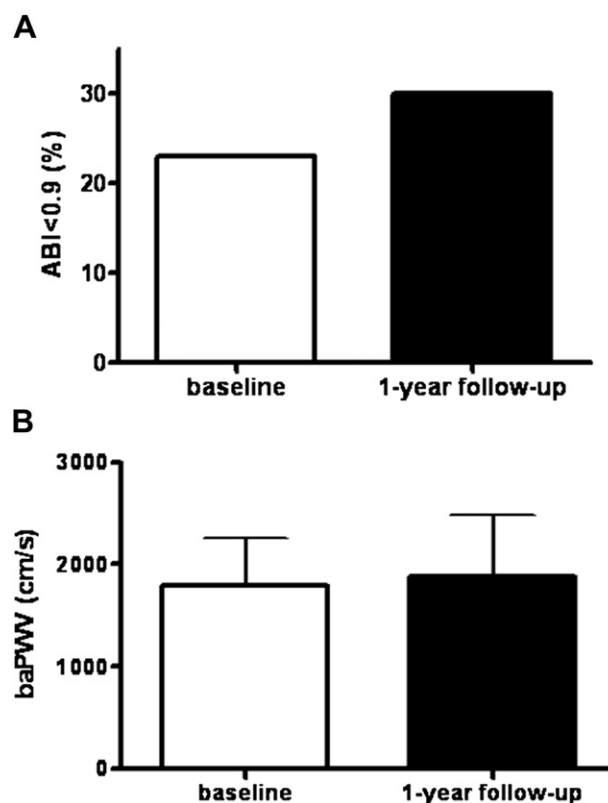 A
ABI<0.9 (%)
30
20
10
0
baseline 1-year follow-up
B
baPWV (cm/s)
3000
2000
1000
0
baseline 1-year follow-up